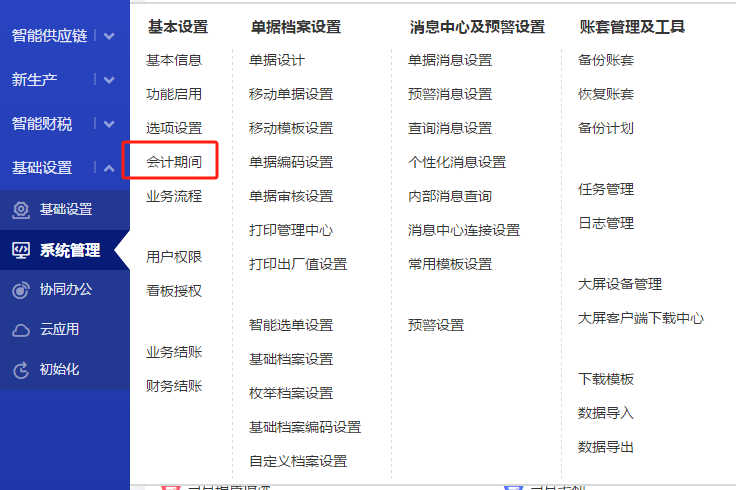 智能供应链
新生产
智能财税
基础设置
基础设置
系统管理
协同办公
云应用
初始化
基本设置
基本信息
功能启用
选项设置
会计期间
业务流程
用户权限
看板授权
业务结账
财务结账
单据档案设置
单据设计
移动单据设置
移动模板设置
单据编码设置
单据审核设置
打印管理中心
打印出厂值设置
智能选单设置
基础档案设置
枚举档案设置
基础档案编码设置
自定义档案设置
消息中心及预警设置
单据消息设置
预警消息设置
查询消息设置
个性化消息设置
内部消息查询
消息中心连接设置
常用模板设置
预警设置
账套管理及工具
备份账套
恢复账套
备份计划
任务管理
日志管理
大屏设备管理
大屏客户端下载中心
下载模板
数据导入
数据导出